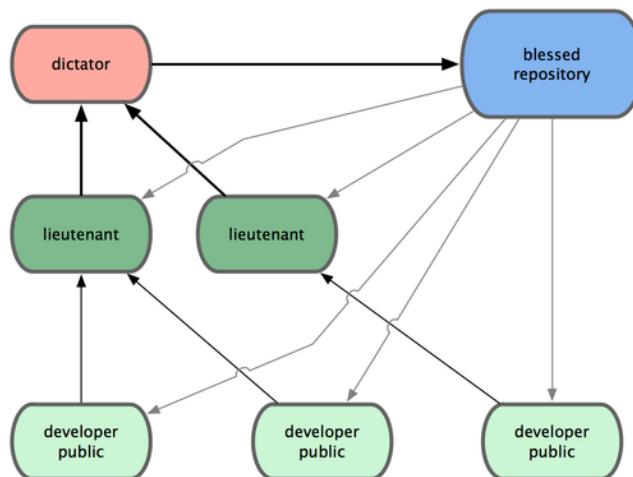 dictator
blessed
repository
lieutenant
lieutenant
developer
public
developer
public
developer
public